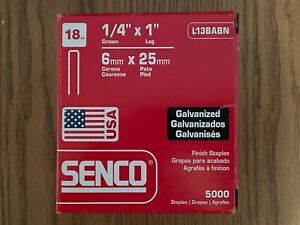 18
1/4" x 1"
Crown Leg
L13BABN
6mm x 25mm
Corona Pata
Couronne Pied
USA
Galvanized
Galvanizados
Galvanisés
Finish Staples
Grapas para acabado
Agrafes à finition
SENCO®
5000
Staples | Grapas | Agrafes